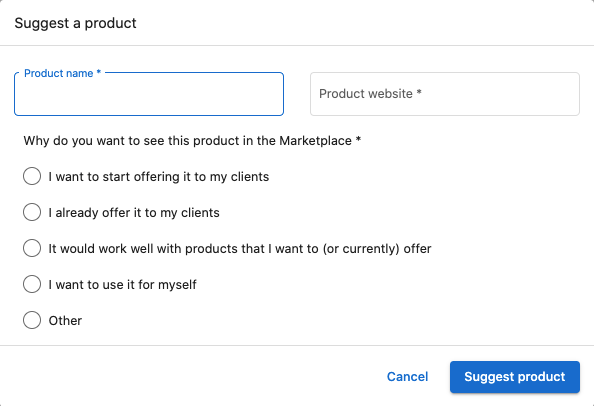 Suggest a product
Product name *
Product website *
Why do you want to see this product in the Marketplace *
I want to start offering it to my clients
I already offer it to my clients
It would work well with products that I want to (or currently) offer
I want to use it for myself
Other
Cancel
Suggest product